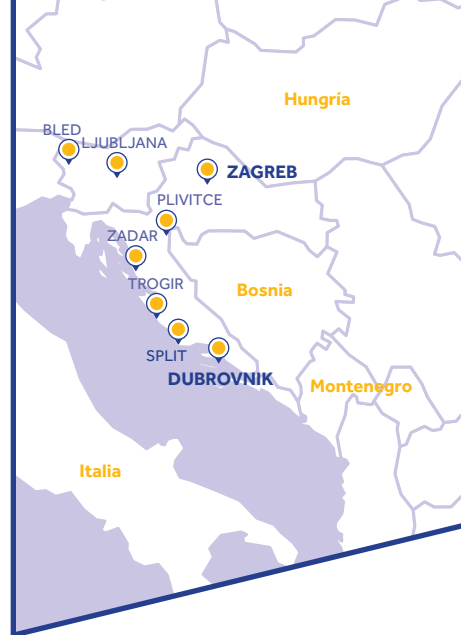 Hungría
BLED
LJUBLJANA
ZAGREB
PLIVITCE
ZADAR
TROGIR
Bosnia
SPLIT
DUBROVNIK
Montenegro
Italia